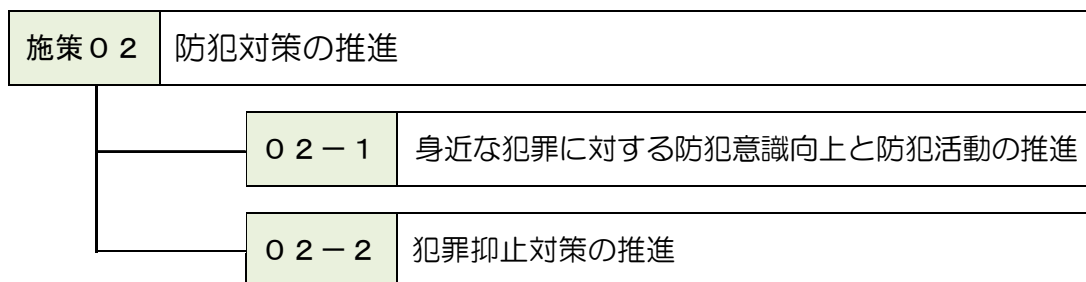 施策０２ 防犯対策の推進
０２－１ 身近な犯罪に対する防犯意識向上と防犯活動の推進
０２－２ 犯罪抑止対策の推進